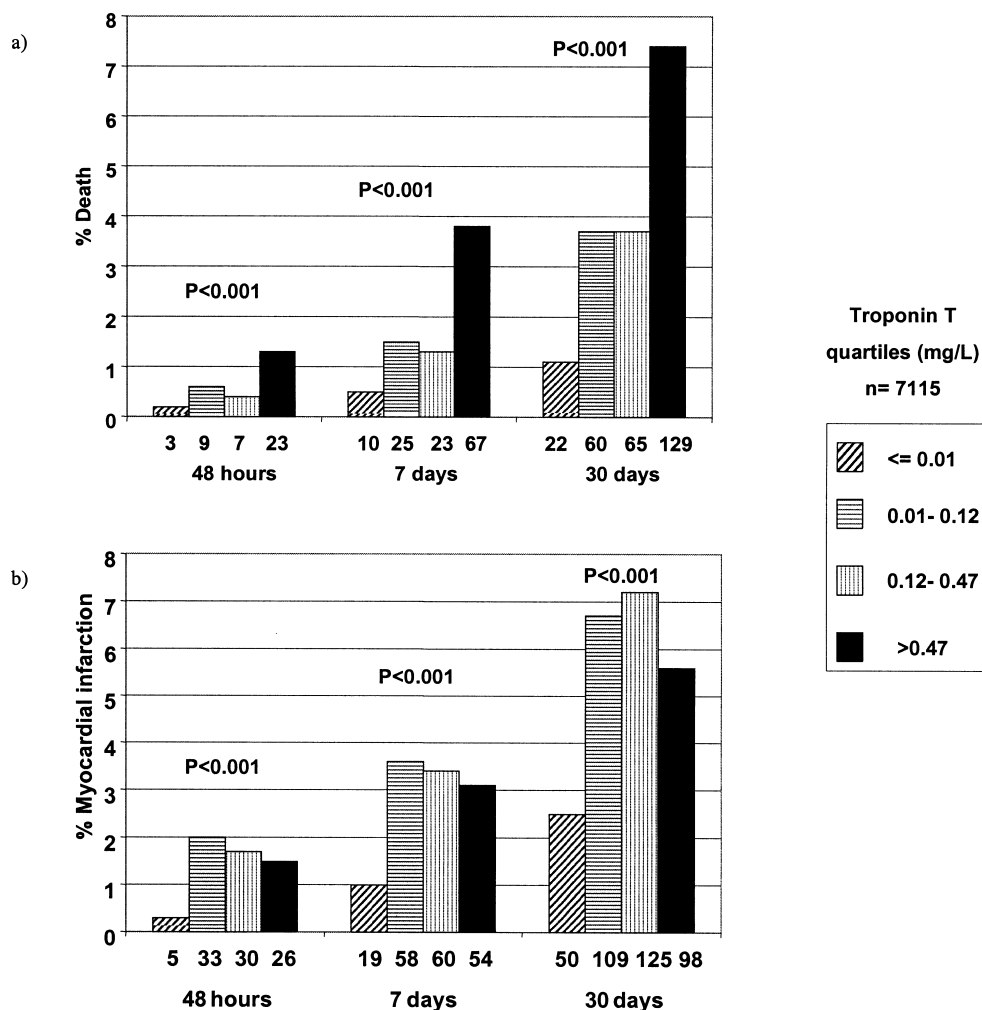 a)
% Death
8
7
6
5
4
3
2
1
0
P<0.001
P<0.001
P<0.001
3 9 7 23
10 25 23 67
22 60 65 129
48 hours
7 days
30 days
Troponin T
quartiles (mg/L)
n= 7115
<= 0.01
0.01- 0.12
0.12- 0.47
>0.47
b)
% Myocardial infarction
8
7
6
5
4
3
2
1
0
P<0.001
P<0.001
P<0.001
5 33 30 26
19 58 60 54
50 109 125 98
48 hours
7 days
30 days